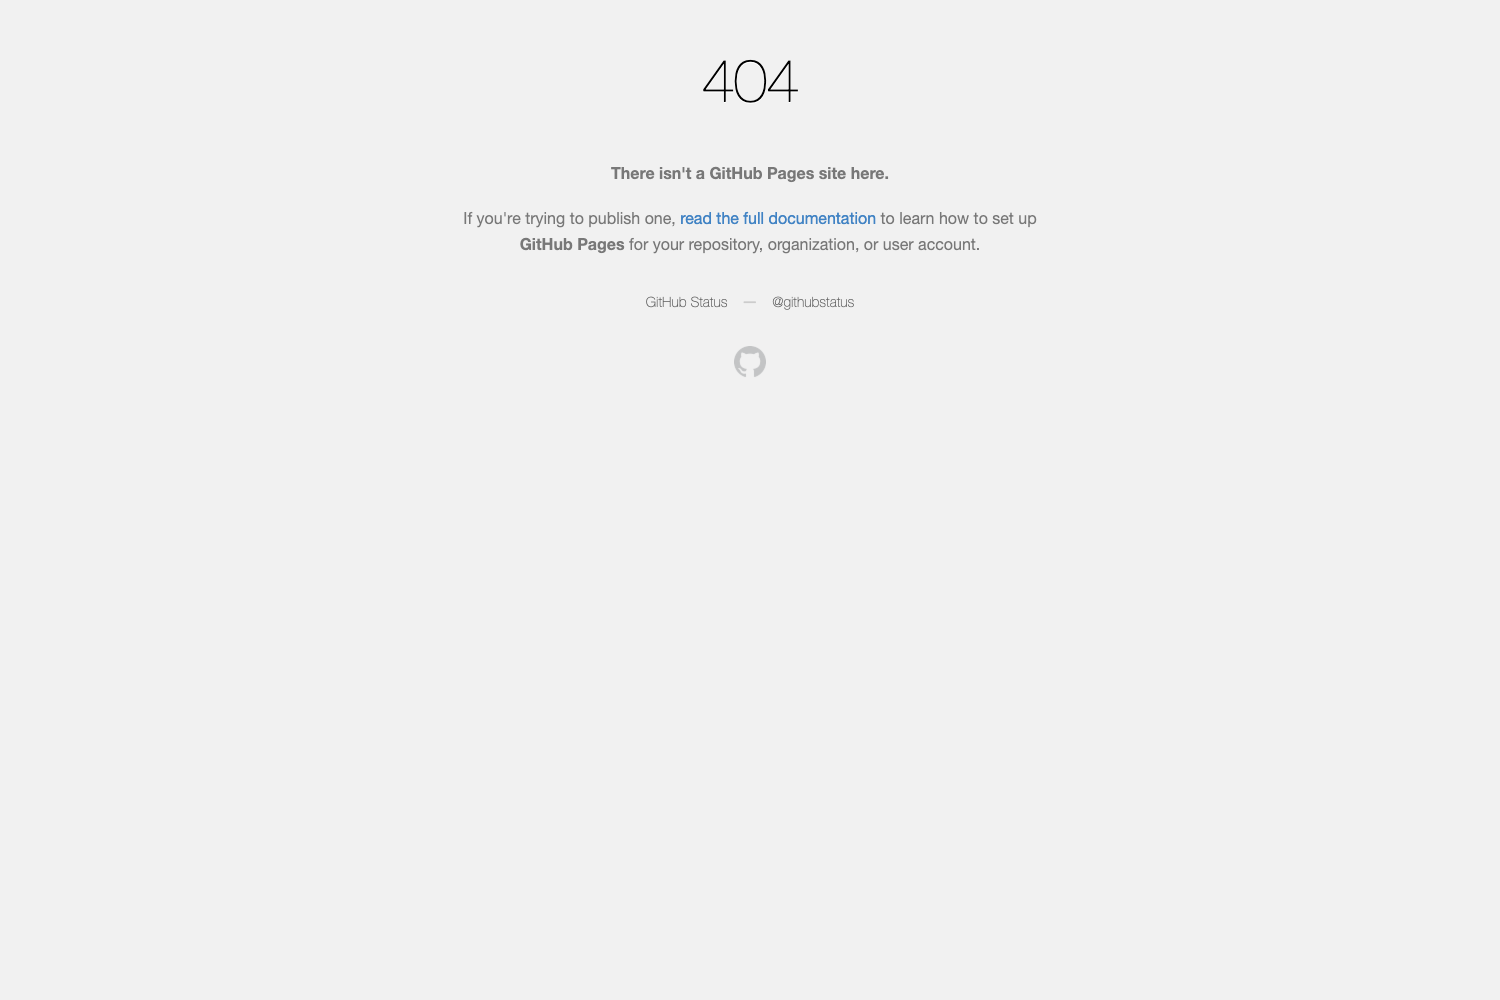 404
There isn't a GitHub Pages site here.
If you're trying to publish one, read the full documentation to learn how to set up
GitHub Pages for your repository, organization, or user account.
GitHub Status — @githubstatus